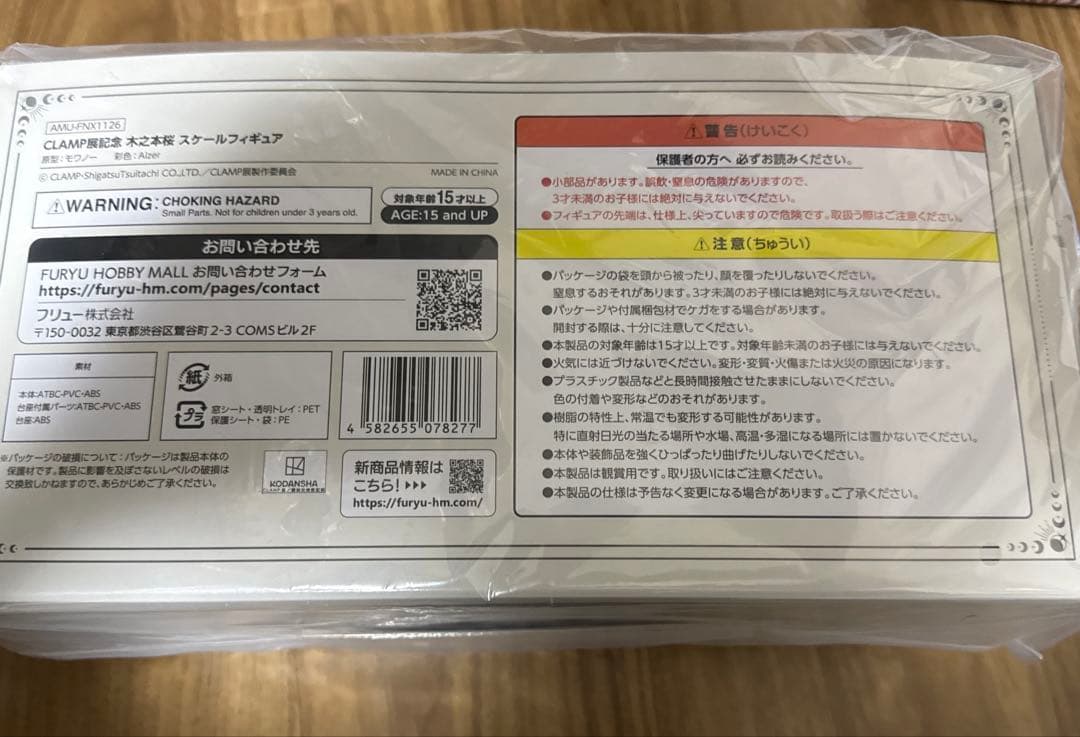 AMU-FNX1126
CLAMP展記念 木之本桜 スケールフィギュア
原型：モワノー 彩色：Alzer
© CLAMP・ShigatsuTsuitachi CO.,LTD.／CLAMP展製作委員会
MADE IN CHINA
⚠WARNING: CHOKING HAZARD
Small Parts. Not for children under 3 years old.
対象年齢15才以上
AGE:15 and UP
お問い合わせ先
FURYU HOBBY MALL お問い合わせフォーム
https://furyu-hm.com/pages/contact
フリュー株式会社
〒150-0032 東京都渋谷区鶯谷町2-3 COMSビル2F
素材
本体:ATBC-PVC・ABS
台座付属パーツ:ATBC-PVC・ABS
台座:ABS
紙 外箱
プラ 窓シート・透明トレイ：PET
保護シート・袋：PE
4 582655 078277
※パッケージの破損について：パッケージは製品本体の
保護材です。製品に影響を及ぼさないレベルの破損は
交換致しかねますので、あらかじめご了承ください。
KODANSHA
新商品情報は
こちら！
https://furyu-hm.com/
⚠警告（けいこく）
保護者の方へ 必ずお読みください。
●小部品があります。誤飲・窒息の危険がありますので、
3才未満のお子様には絶対に与えないでください。
●フィギュアの先端は、仕様上、尖っていますので危険です。取扱う際はご注意ください。
⚠注意（ちゅうい）
●パッケージの袋を頭から被ったり、顔を覆ったりしないでください。
窒息するおそれがあります。3才未満のお子様には絶対に与えないでください。
●パッケージや付属梱包材でケガをする場合があります。
開封する際は、十分に注意してください。
●本製品の対象年齢は15才以上です。対象年齢未満のお子様には与えないでください。
●火気には近づけないでください。変形・変質・火傷または火災の原因になります。
●プラスチック製品などと長時間接触させたままにしないでください。
色の付着や変形などのおそれがあります。
●樹脂の特性上、常温でも変形する可能性があります。
特に直射日光の当たる場所や水場、高温・多湿になる場所には置かないでください。
●本体や装飾品を強くひっぱったり曲げたりしないでください。
●本製品は観賞用です。取り扱いにはご注意ください。
●本製品の仕様は予告なく変更になる場合があります。ご了承ください。